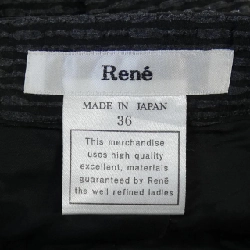 René
MADE IN JAPAN
36
This merchandise
uses high quality
excellent, materials
guaranteed by René
the well refined ladies